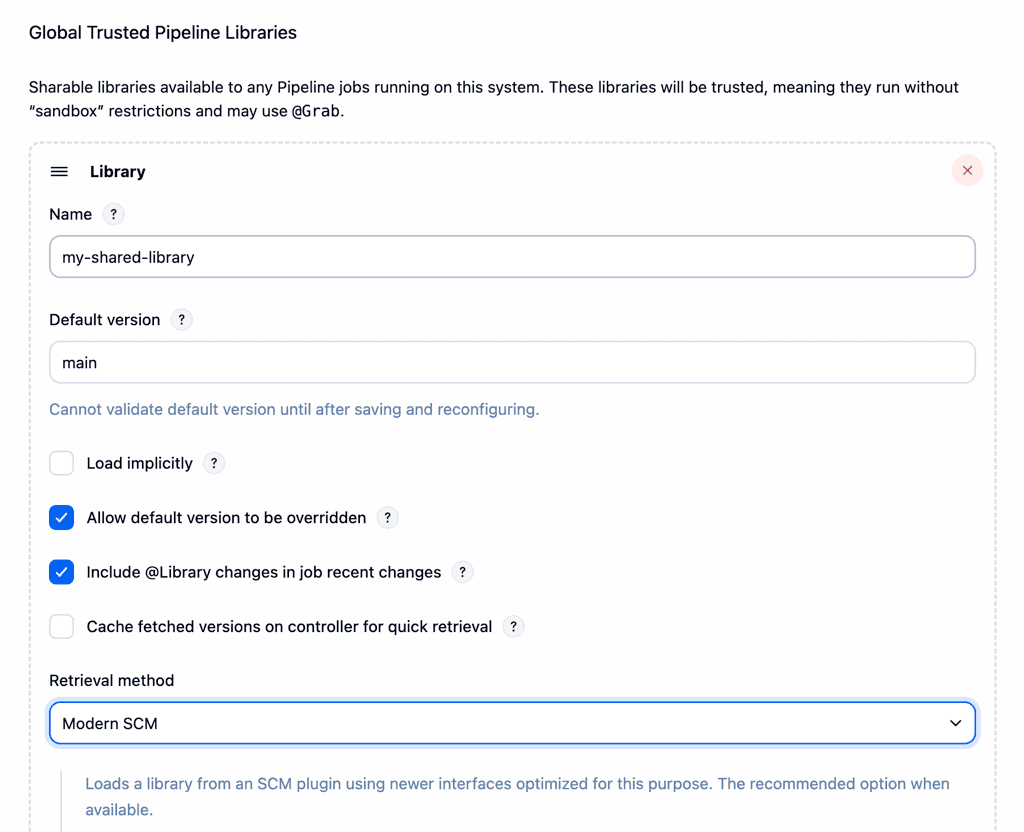 Global Trusted Pipeline Libraries
Sharable libraries available to any Pipeline jobs running on this system. These libraries will be trusted, meaning they run without
“sandbox” restrictions and may use @Grab.
Library
Name ?
my-shared-library
Default version ?
main
Cannot validate default version until after saving and reconfiguring.
Load implicitly ?
Allow default version to be overridden ?
Include @Library changes in job recent changes ?
Cache fetched versions on controller for quick retrieval ?
Retrieval method
Modern SCM
Loads a library from an SCM plugin using newer interfaces optimized for this purpose. The recommended option when
available.